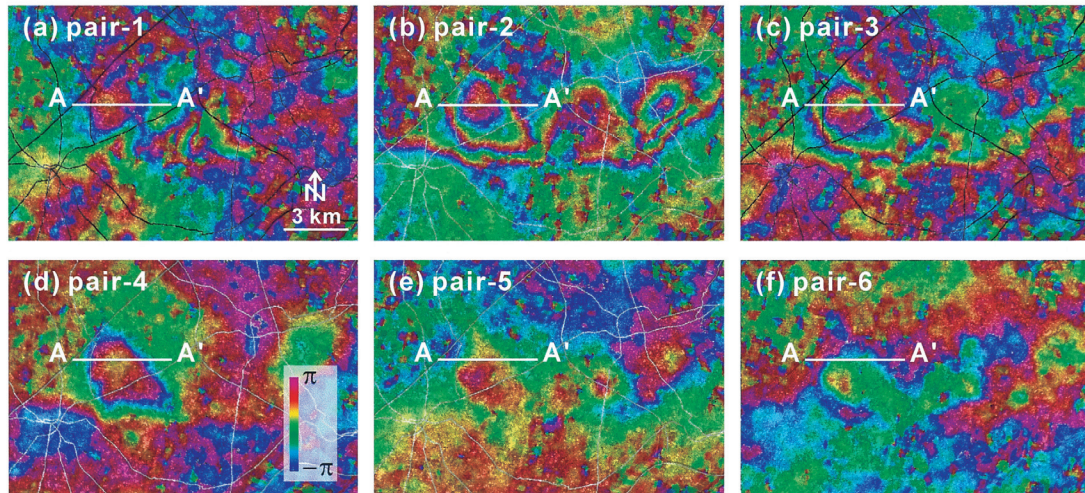 (a) pair-1
A A'
N
3 km
(b) pair-2
A A'
(c) pair-3
A A'
(d) pair-4
A A'
π
−π
(e) pair-5
A A'
(f) pair-6
A A'